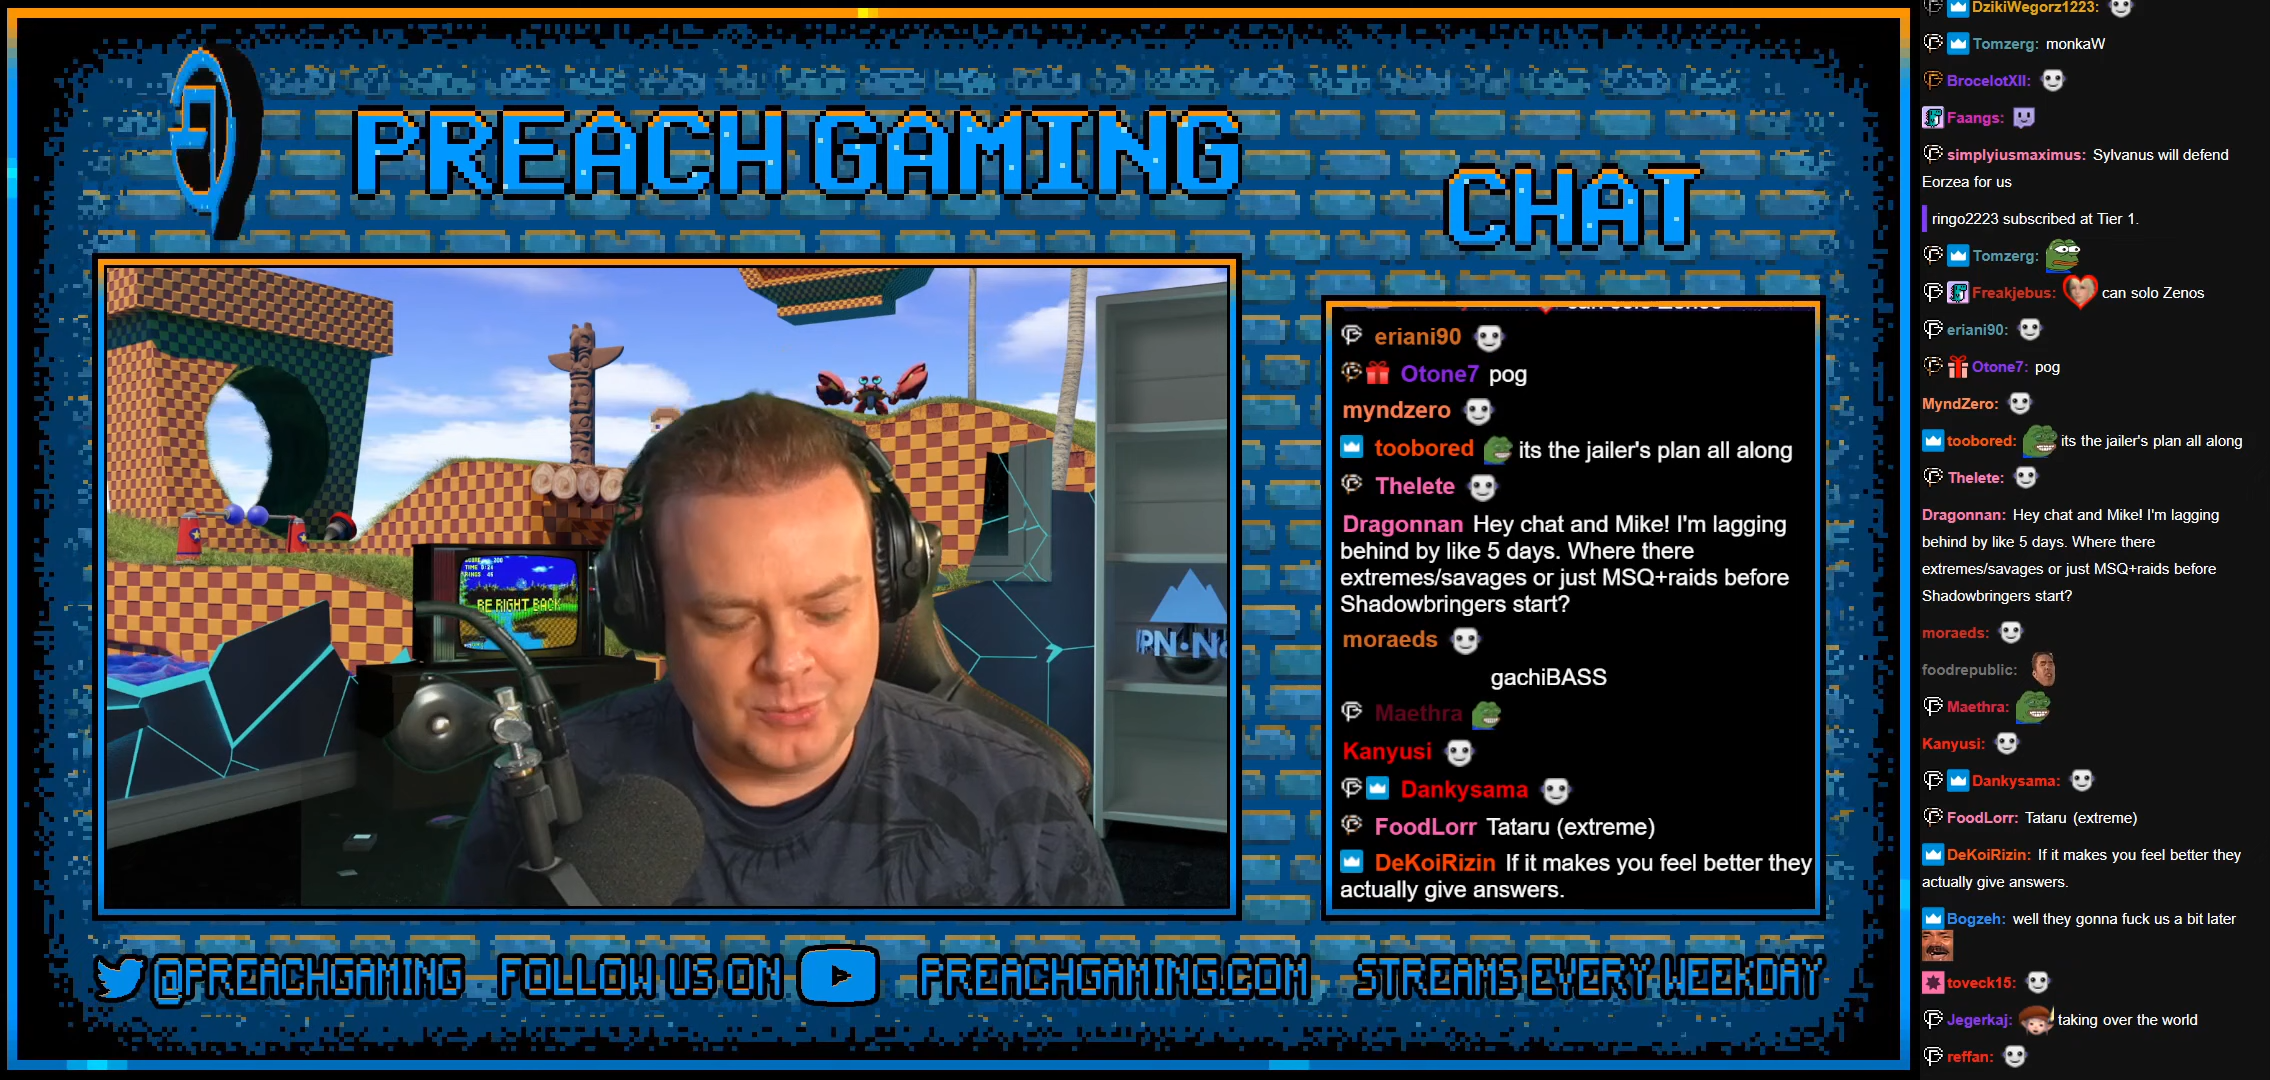 PREACH GAMING
CHAT
BE RIGHT BACK
eriani90
Otone7 pog
myndzero
toobored its the jailer's plan all along
Thelete
Dragonnan Hey chat and Mike! I'm lagging
behind by like 5 days. Where there
extremes/savages or just MSQ+raids before
Shadowbringers start?
moraeds
gachiBASS
Maethra
Kanyusi
Dankysama
FoodLorr Tataru (extreme)
DeKoiRizin If it makes you feel better they
actually give answers.
@PREACHGAMING FOLLOW US ON PREACHGAMING.COM STREAMS EVERY WEEKDAY
DzikiWegorz1223:
Tomzerg: monkaW
BrocelotXII:
Faangs:
simplyiusmaximus: Sylvanus will defend
Eorzea for us
ringo2223 subscribed at Tier 1.
Tomzerg:
Freakjebus: can solo Zenos
eriani90:
Otone7: pog
MyndZero:
toobored: its the jailer's plan all along
Thelete:
Dragonnan: Hey chat and Mike! I'm lagging
behind by like 5 days. Where there
extremes/savages or just MSQ+raids before
Shadowbringers start?
moraeds:
foodrepublic:
Maethra:
Kanyusi:
Dankysama:
FoodLorr: Tataru (extreme)
DeKoiRizin: If it makes you feel better they
actually give answers.
Bogzeh: well they gonna fuck us a bit later
toveck15:
Jegerkaj: taking over the world
reffan: